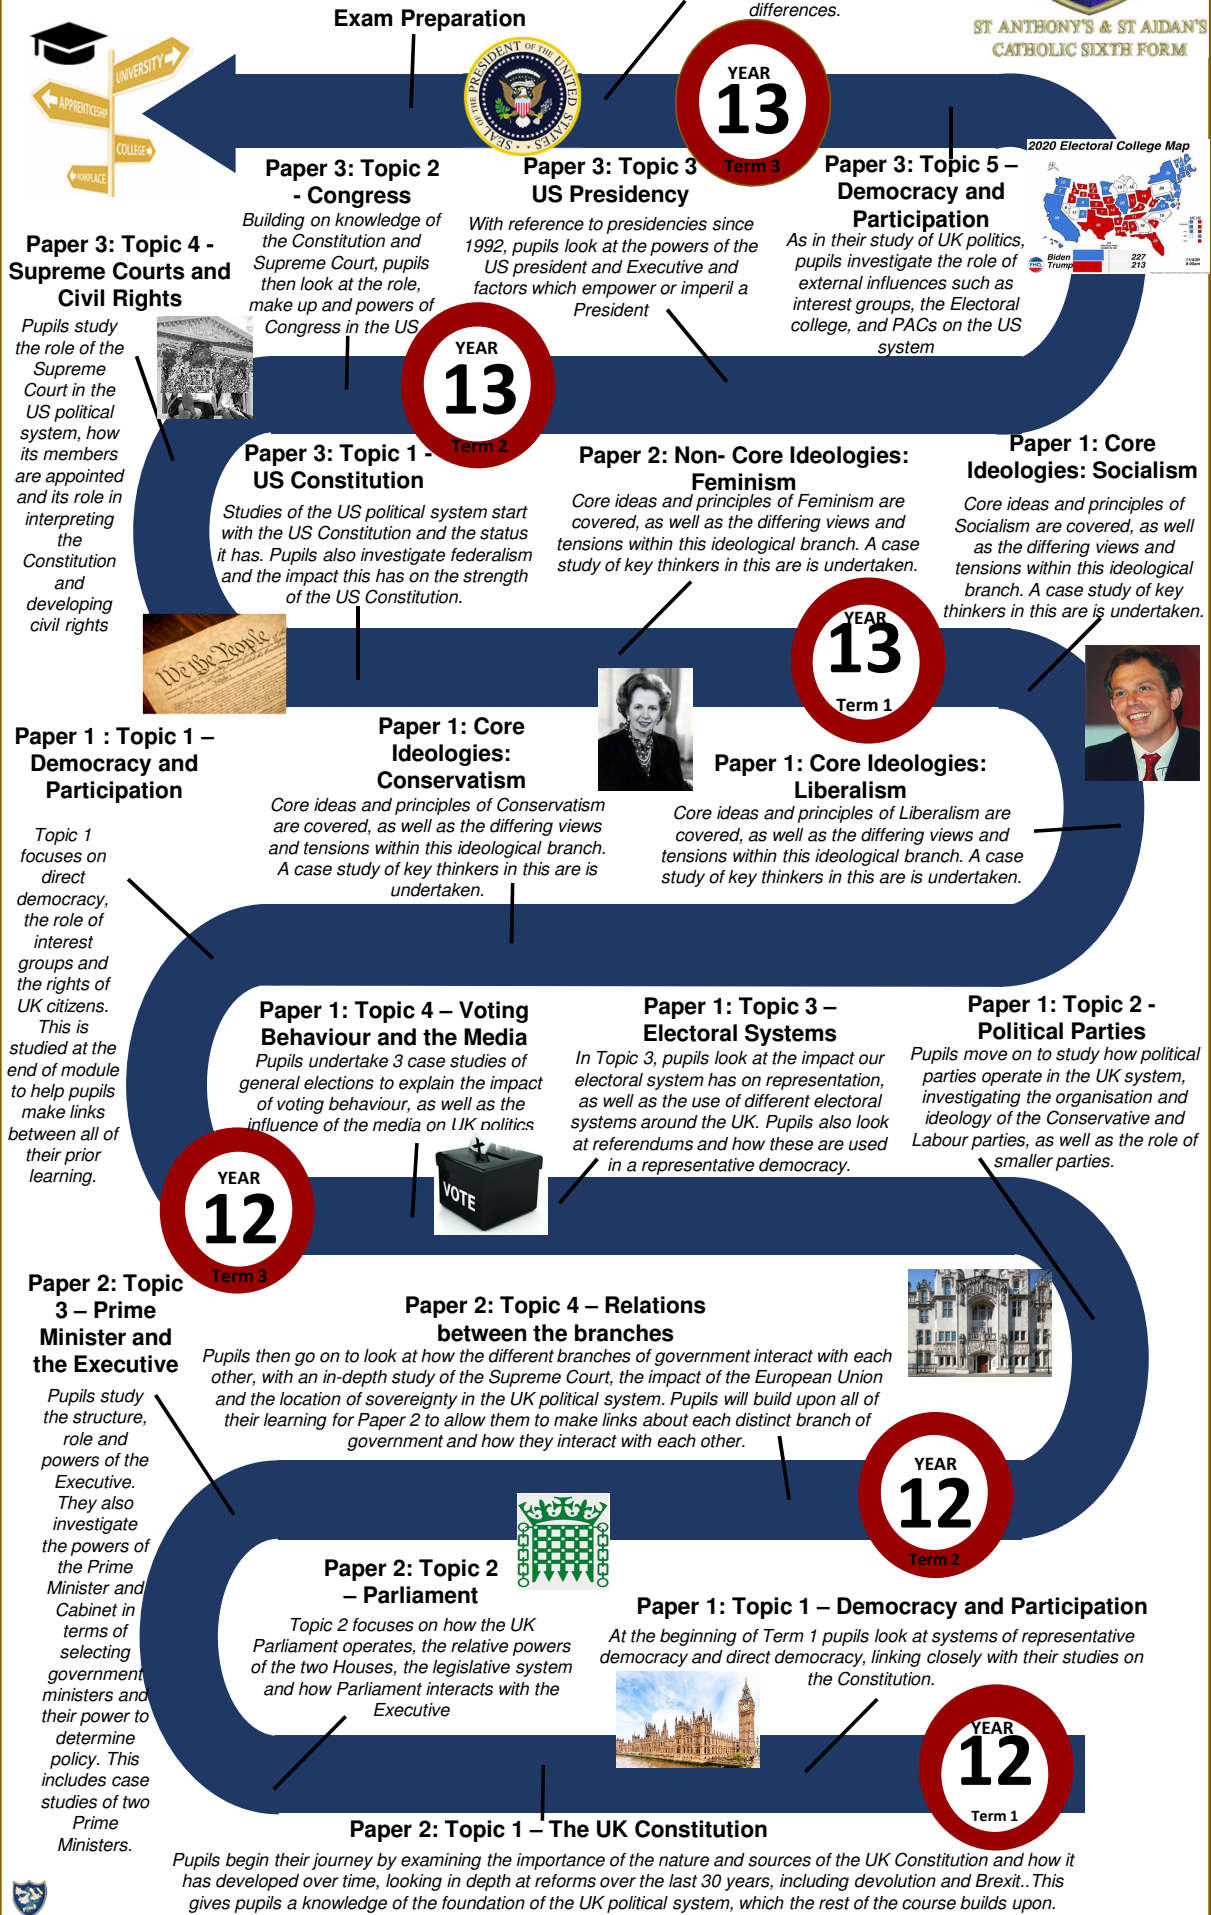 differences.
Exam Preparation
ST ANTHONY'S & ST AIDAN'S
CATHOLIC SIXTH FORM
UNIVERSITY
APPRENTICESHIP
COLLEGE
WORKPLACE
SEAL OF THE PRESIDENT OF THE UNITED STATES
YEAR
13
Term 3
2020 Electoral College Map
Biden 227
Trump 213
Paper 3: Topic 2
- Congress
Building on knowledge of
the Constitution and
Supreme Court, pupils
then look at the role,
make up and powers of
Congress in the US
Paper 3: Topic 3
US Presidency
With reference to presidencies since
1992, pupils look at the powers of the
US president and Executive and
factors which empower or imperil a
President
Paper 3: Topic 5 –
Democracy and
Participation
As in their study of UK politics,
pupils investigate the role of
external influences such as
interest groups, the Electoral
college, and PACs on the US
system
Paper 3: Topic 4 -
Supreme Courts and
Civil Rights
Pupils study
the role of the
Supreme
Court in the
US political
system, how
its members
are appointed
and its role in
interpreting
the
Constitution
and
developing
civil rights
YEAR
13
Term 2
Paper 3: Topic 1 -
US Constitution
Studies of the US political system start
with the US Constitution and the status
it has. Pupils also investigate federalism
and the impact this has on the strength
of the US Constitution.
Paper 2: Non- Core Ideologies:
Feminism
Core ideas and principles of Feminism are
covered, as well as the differing views and
tensions within this ideological branch. A case
study of key thinkers in this are is undertaken.
Paper 1: Core
Ideologies: Socialism
Core ideas and principles of
Socialism are covered, as well
as the differing views and
tensions within this ideological
branch. A case study of key
thinkers in this are is undertaken.
We the People
YEAR
13
Term 1
Paper 1 : Topic 1 –
Democracy and
Participation
Topic 1
focuses on
direct
democracy,
the role of
interest
groups and
the rights of
UK citizens.
This is
studied at the
end of module
to help pupils
make links
between all of
their prior
learning.
Paper 1: Core
Ideologies:
Conservatism
Core ideas and principles of Conservatism
are covered, as well as the differing views
and tensions within this ideological branch.
A case study of key thinkers in this are is
undertaken.
Paper 1: Core Ideologies:
Liberalism
Core ideas and principles of Liberalism are
covered, as well as the differing views and
tensions within this ideological branch. A case
study of key thinkers in this are is undertaken.
Paper 1: Topic 4 – Voting
Behaviour and the Media
Pupils undertake 3 case studies of
general elections to explain the impact
of voting behaviour, as well as the
influence of the media on UK politics
Paper 1: Topic 3 –
Electoral Systems
In Topic 3, pupils look at the impact our
electoral system has on representation,
as well as the use of different electoral
systems around the UK. Pupils also look
at referendums and how these are used
in a representative democracy.
Paper 1: Topic 2 -
Political Parties
Pupils move on to study how political
parties operate in the UK system,
investigating the organisation and
ideology of the Conservative and
Labour parties, as well as the role of
smaller parties.
VOTE
YEAR
12
Term 3
Paper 2: Topic
3 – Prime
Minister and
the Executive
Pupils study
the structure,
role and
powers of the
Executive.
They also
investigate
the powers of
the Prime
Minister and
Cabinet in
terms of
selecting
government
ministers and
their power to
determine
policy. This
includes case
studies of two
Prime
Ministers.
Paper 2: Topic 4 – Relations
between the branches
Pupils then go on to look at how the different branches of government interact with each
other, with an in-depth study of the Supreme Court, the impact of the European Union
and the location of sovereignty in the UK political system. Pupils will build upon all of
their learning for Paper 2 to allow them to make links about each distinct branch of
government and how they interact with each other.
YEAR
12
Term 2
Paper 2: Topic 2
– Parliament
Topic 2 focuses on how the UK
Parliament operates, the relative powers
of the two Houses, the legislative system
and how Parliament interacts with the
Executive
Paper 1: Topic 1 – Democracy and Participation
At the beginning of Term 1 pupils look at systems of representative
democracy and direct democracy, linking closely with their studies on
the Constitution.
YEAR
12
Term 1
Paper 2: Topic 1 – The UK Constitution
Pupils begin their journey by examining the importance of the nature and sources of the UK Constitution and how it
has developed over time, looking in depth at reforms over the last 30 years, including devolution and Brexit..This
gives pupils a knowledge of the foundation of the UK political system, which the rest of the course builds upon.